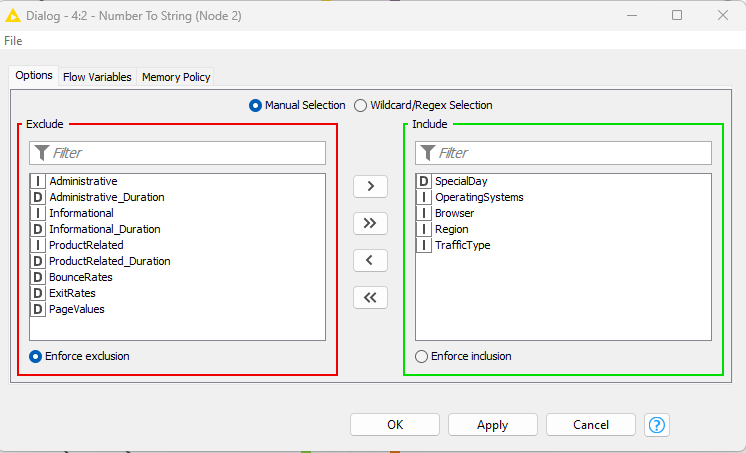 Dialog - 4:2 - Number To String (Node 2)
File
Options Flow Variables Memory Policy
Manual Selection Wildcard/Regex Selection
Exclude
Filter
I Administrative
D Administrative_Duration
I Informational
D Informational_Duration
I ProductRelated
D ProductRelated_Duration
D BounceRates
D ExitRates
D PageValues
Enforce exclusion
>
>>
<
<<
Include
Filter
D SpecialDay
I OperatingSystems
I Browser
I Region
I TrafficType
Enforce inclusion
OK Apply Cancel ?